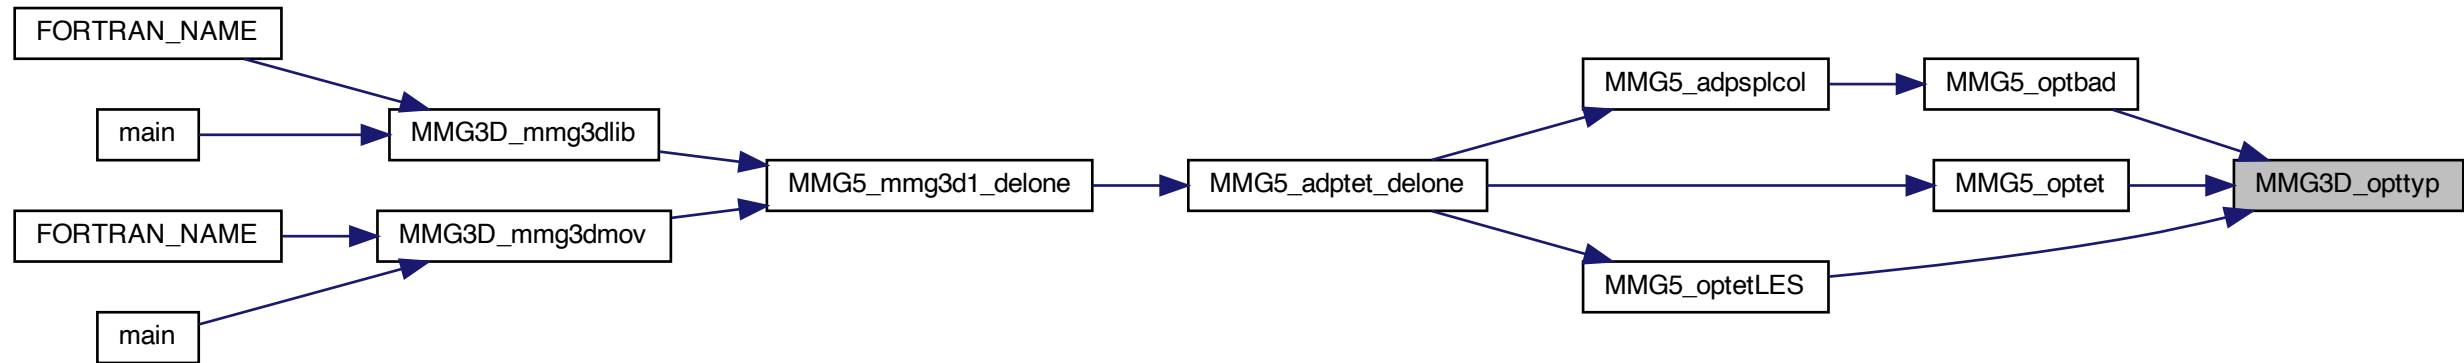 FORTRAN_NAME
main
MMG3D_mmg3dlib
FORTRAN_NAME
main
MMG3D_mmg3dmov
MMG5_mmg3d1_delone
MMG5_adptet_delone
MMG5_adpsplcol
MMG5_optbad
MMG5_optet
MMG5_optetLES
MMG3D_opttyp